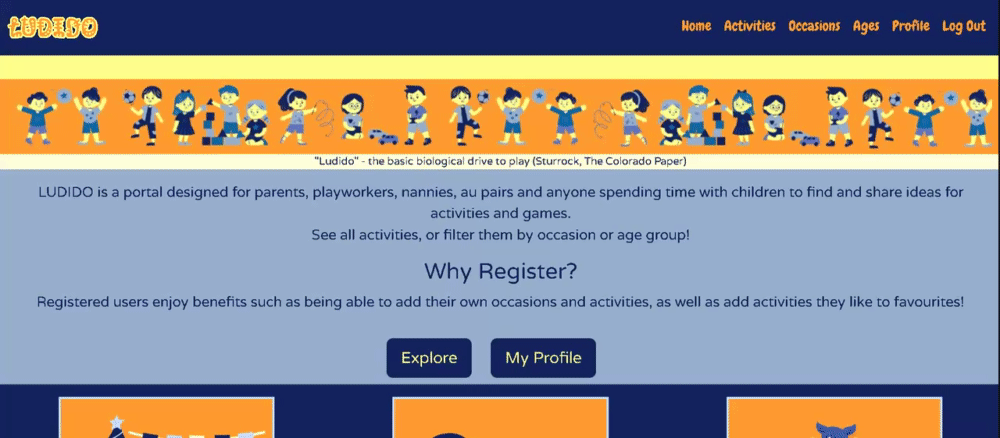 LUDIDO
Home Activities Occasions Ages Profile Log Out
"Ludido" - the basic biological drive to play (Sturrock, The Colorado Paper)
LUDIDO is a portal designed for parents, playworkers, nannies, au pairs and anyone spending time with children to find and share ideas for
activities and games.
See all activities, or filter them by occasion or age group!
Why Register?
Registered users enjoy benefits such as being able to add their own occasions and activities, as well as add activities they like to favourites!
Explore My Profile